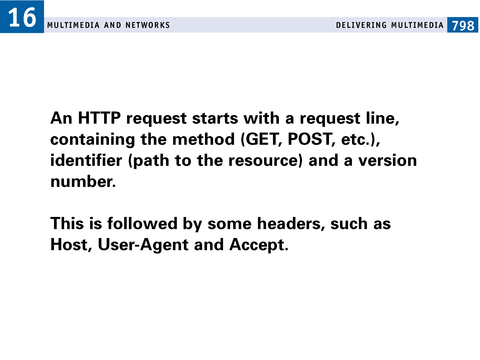 16 MULTIMEDIA AND NETWORKS DELIVERING MULTIMEDIA 798
An HTTP request starts with a request line,
containing the method (GET, POST, etc.),
identifier (path to the resource) and a version
number.
This is followed by some headers, such as
Host, User-Agent and Accept.